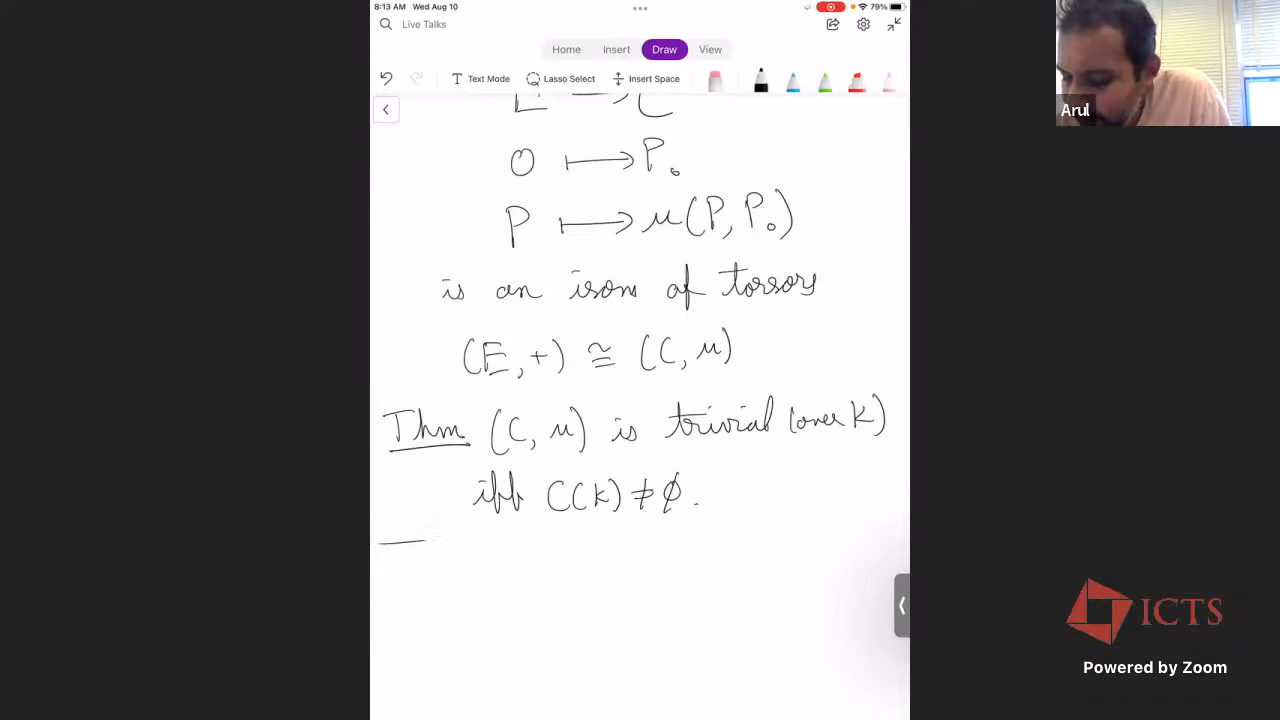 8:13 AM Wed Aug 10
79%
Live Talks
Home Insert Draw View
Text Mode Lasso Select Insert Space
E → C
O ⟼ P₀
P ⟼ μ(P, P₀)
is an isom of torsors
(E, +) ≅ (C, μ)
Thm (C, μ) is trivial (over K)
iff C(K) ≠ ∅.
Arul
ICTS
Powered by Zoom